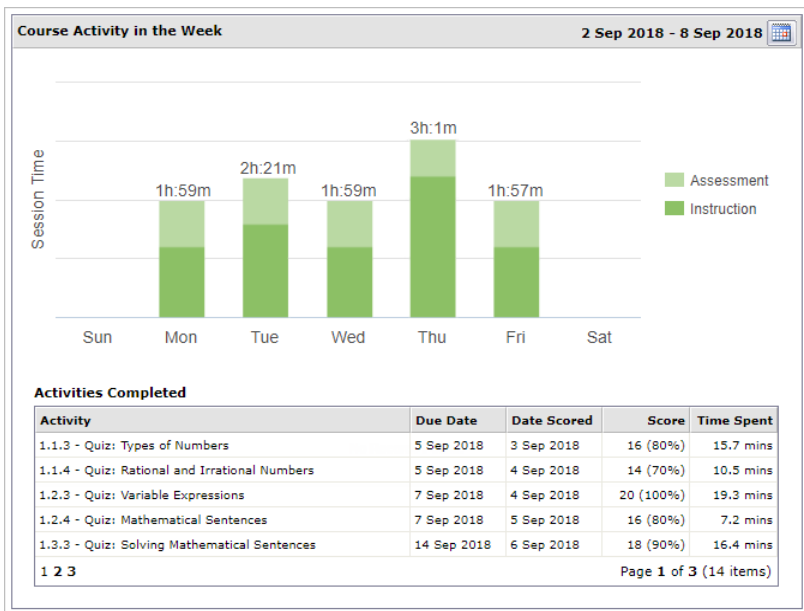 Course Activity in the Week 2 Sep 2018 - 8 Sep 2018
3h:1m
2h:21m
1h:59m 1h:59m 1h:57m
Session Time
Assessment
Instruction
Sun Mon Tue Wed Thu Fri Sat
Activities Completed
Activity Due Date Date Scored Score Time Spent
1.1.3 - Quiz: Types of Numbers 5 Sep 2018 3 Sep 2018 16 (80%) 15.7 mins
1.1.4 - Quiz: Rational and Irrational Numbers 5 Sep 2018 4 Sep 2018 14 (70%) 10.5 mins
1.2.3 - Quiz: Variable Expressions 7 Sep 2018 4 Sep 2018 20 (100%) 19.3 mins
1.2.4 - Quiz: Mathematical Sentences 7 Sep 2018 5 Sep 2018 16 (80%) 7.2 mins
1.3.3 - Quiz: Solving Mathematical Sentences 14 Sep 2018 6 Sep 2018 18 (90%) 16.4 mins
1 2 3 Page 1 of 3 (14 items)